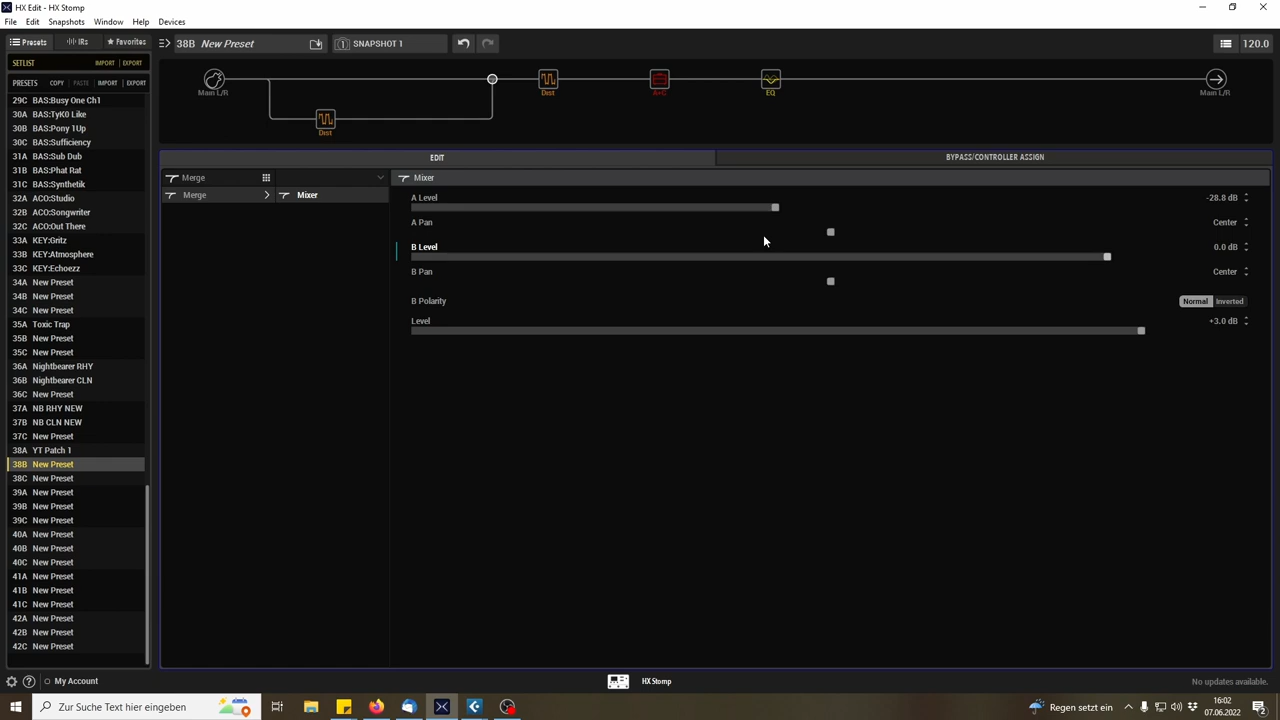 HX Edit - HX Stomp
File Edit Snapshots Window Help Devices
Presets IRs Favorites
38B New Preset
1 SNAPSHOT 1
120.0
SETLIST IMPORT EXPORT
PRESETS COPY PASTE IMPORT EXPORT
29C BAS:Busy One Ch1
30A BAS:TyK0 Like
30B BAS:Pony 1Up
30C BAS:Sufficiency
31A BAS:Sub Dub
31B BAS:Phat Rat
31C BAS:Synthetik
32A ACO:Studio
32B ACO:Songwriter
32C ACO:Out There
33A KEY:Gritz
33B KEY:Atmosphere
33C KEY:Echoezz
34A New Preset
34B New Preset
34C New Preset
35A Toxic Trap
35B New Preset
35C New Preset
36A Nightbearer RHY
36B Nightbearer CLN
36C New Preset
37A NB RHY NEW
37B NB CLN NEW
37C New Preset
38A YT Patch 1
38B New Preset
38C New Preset
39A New Preset
39B New Preset
39C New Preset
40A New Preset
40B New Preset
40C New Preset
41A New Preset
41B New Preset
41C New Preset
42A New Preset
42B New Preset
42C New Preset
Main L/R
Dist
Dist
A+C
EQ
Main L/R
EDIT
BYPASS/CONTROLLER ASSIGN
Merge
Merge
Mixer
Mixer
A Level -28.8 dB
A Pan Center
B Level 0.0 dB
B Pan Center
B Polarity Normal Inverted
Level +3.0 dB
My Account
HX Stomp
No updates available.
Zur Suche Text hier eingeben
Regen setzt ein
16:02
07.06.2022
2